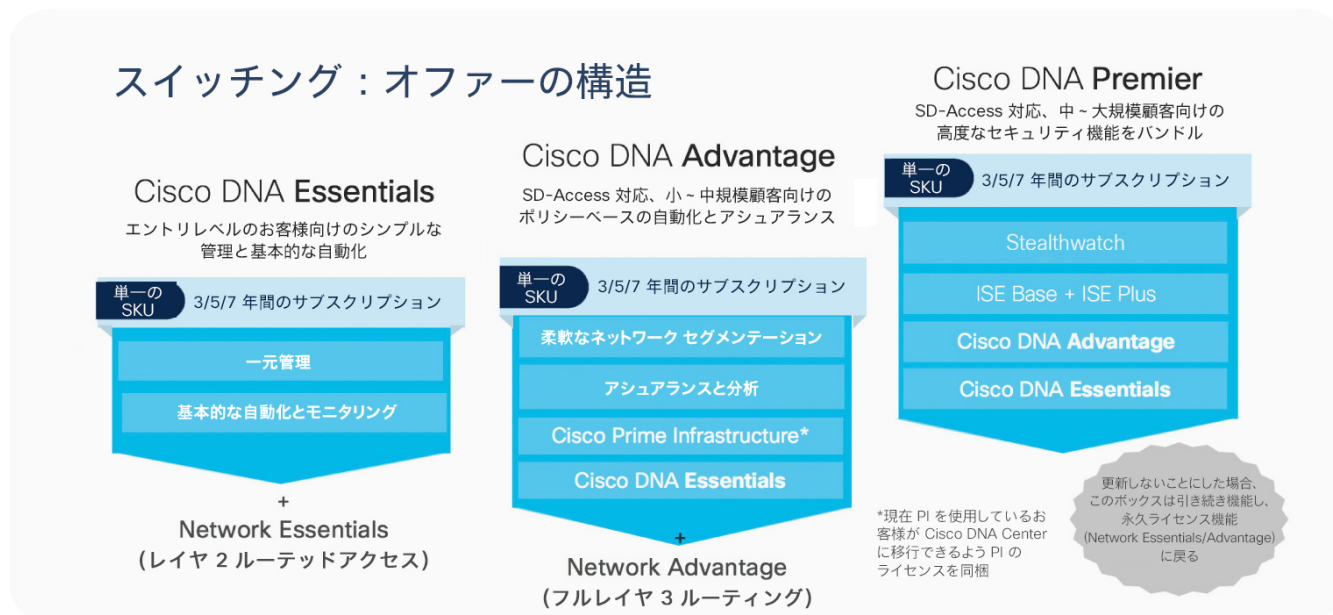 スイッチング：オファーの構造
Cisco DNA Essentials
エントリレベルのお客様向けのシンプルな
管理と基本的な自動化
単一の
SKU
3/5/7 年間のサブスクリプション
一元管理
基本的な自動化とモニタリング
+
Network Essentials
(レイヤ 2 ルーテッドアクセス)
Cisco DNA Advantage
SD-Access 対応、小 ~ 中規模顧客向けの
ポリシーベースの自動化とアシュアランス
単一の
SKU
3/5/7 年間のサブスクリプション
柔軟なネットワーク セグメンテーション
アシュアランスと分析
Cisco Prime Infrastructure*
Cisco DNA Essentials
+
Network Advantage
(フルレイヤ 3 ルーティング)
Cisco DNA Premier
SD-Access 対応、中 ~ 大規模顧客向けの
高度なセキュリティ機能をバンドル
単一の
SKU
3/5/7 年間のサブスクリプション
Stealthwatch
ISE Base + ISE Plus
Cisco DNA Advantage
Cisco DNA Essentials
*現在 PI を使用しているお
客様が Cisco DNA Center
に移行できるよう PI の
ライセンスを同梱
更新しないことにした場合、
このボックスは引き続き機能し、
永久ライセンス機能
(Network Essentials/Advantage)
に戻る